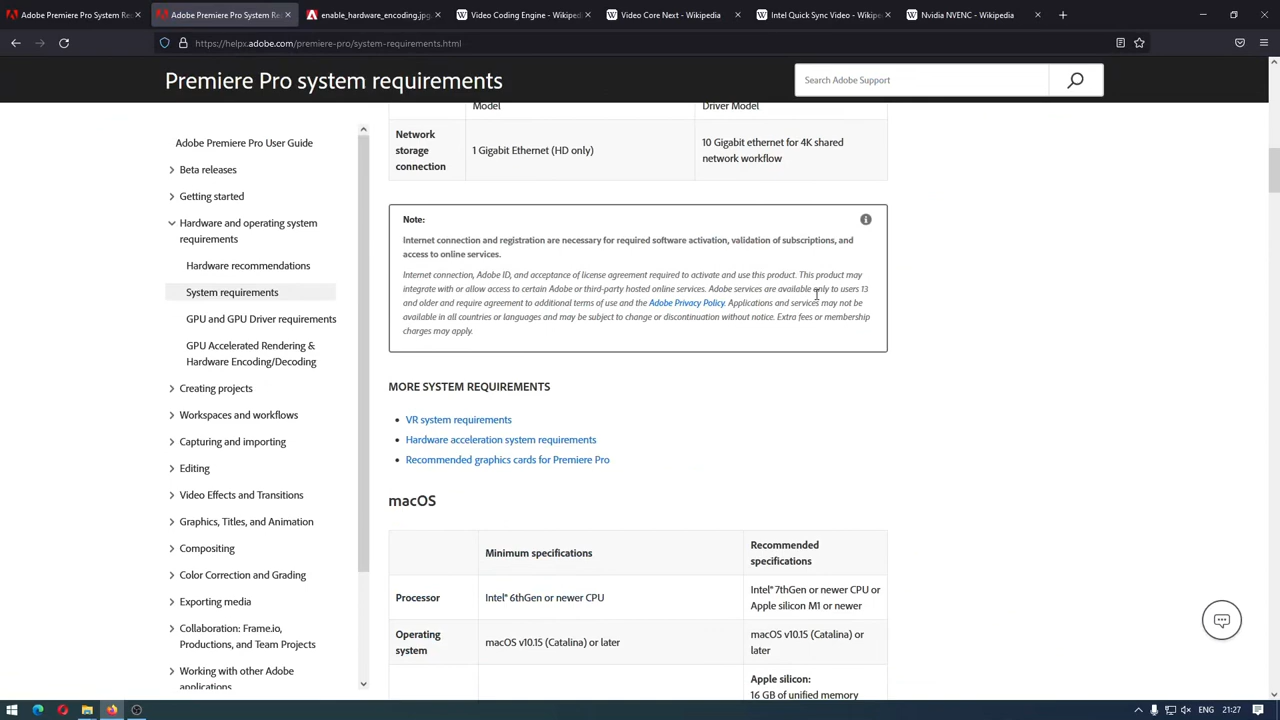 Adobe Premiere Pro System Re
Adobe Premiere Pro System Re
enable_hardware_encoding.jpg
Video Coding Engine - Wikiped
Video Core Next - Wikipedia
Intel Quick Sync Video - Wikip
Nvidia NVENC - Wikipedia
https://helpx.adobe.com/premiere-pro/system-requirements.html
Premiere Pro system requirements
Search Adobe Support
Adobe Premiere Pro User Guide
Beta releases
Getting started
Hardware and operating system
requirements
Hardware recommendations
System requirements
GPU and GPU Driver requirements
GPU Accelerated Rendering &
Hardware Encoding/Decoding
Creating projects
Workspaces and workflows
Capturing and importing
Editing
Video Effects and Transitions
Graphics, Titles, and Animation
Compositing
Color Correction and Grading
Exporting media
Collaboration: Frame.io,
Productions, and Team Projects
Working with other Adobe
applications
Model
Driver Model
Network
storage
connection
1 Gigabit Ethernet (HD only)
10 Gigabit ethernet for 4K shared
network workflow
Note:
Internet connection and registration are necessary for required software activation, validation of subscriptions, and
access to online services.
Internet connection, Adobe ID, and acceptance of license agreement required to activate and use this product. This product may
integrate with or allow access to certain Adobe or third-party hosted online services. Adobe services are available only to users 13
and older and require agreement to additional terms of use and the Adobe Privacy Policy. Applications and services may not be
available in all countries or languages and may be subject to change or discontinuation without notice. Extra fees or membership
charges may apply.
MORE SYSTEM REQUIREMENTS
VR system requirements
Hardware acceleration system requirements
Recommended graphics cards for Premiere Pro
macOS
Minimum specifications
Recommended
specifications
Processor
Intel® 6thGen or newer CPU
Intel® 7thGen or newer CPU or
Apple silicon M1 or newer
Operating
system
macOS v10.15 (Catalina) or later
macOS v10.15 (Catalina) or
later
Apple silicon:
16 GB of unified memory
ENG
21:27